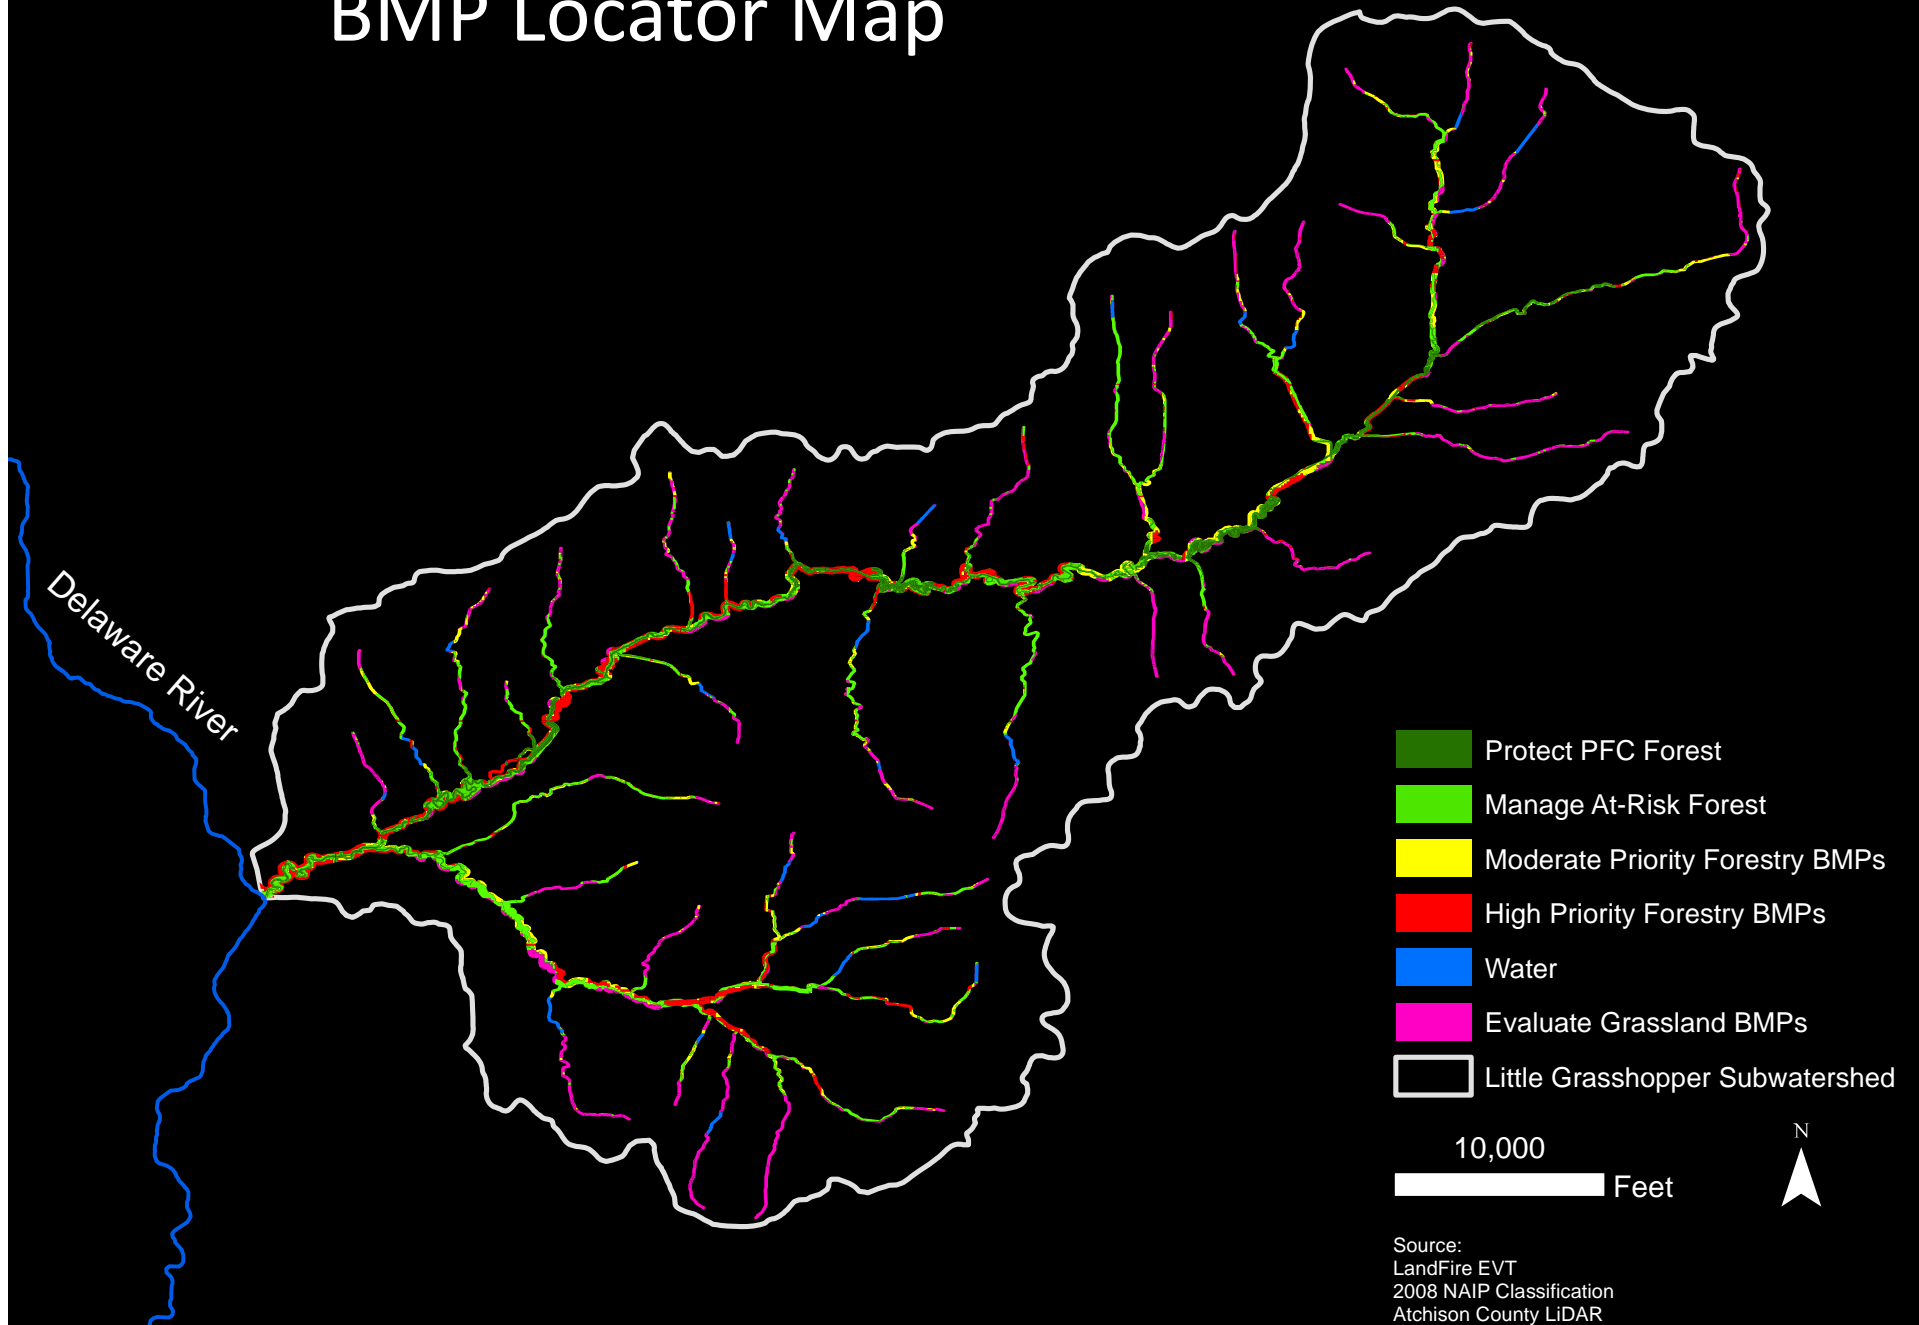 BMP Locator Map
Delaware River
Protect PFC Forest
Manage At-Risk Forest
Moderate Priority Forestry BMPs
High Priority Forestry BMPs
Water
Evaluate Grassland BMPs
Little Grasshopper Subwatershed
10,000
Feet
N
Source:
LandFire EVT
2008 NAIP Classification
Atchison County LiDAR